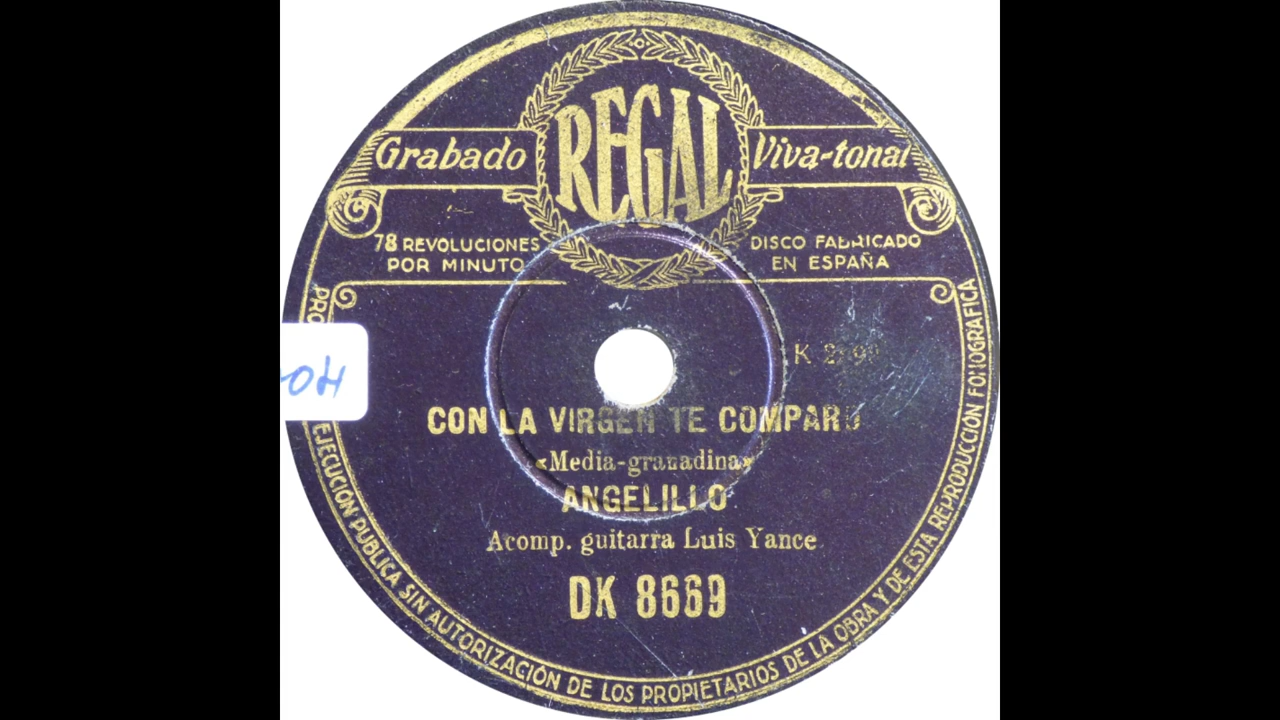 REGAL
Grabado Viva-tonal
78 REVOLUCIONES POR MINUTO
DISCO FABRICADO EN ESPAÑA
CON LA VIRGEN TE COMPARO
«Media-granadina»
ANGELILLO
Acomp. guitarra Luis Yance
DK 8669
EJECUCIÓN PUBLICA SIN AUTORIZACIÓN DE LOS PROPIETARIOS DE LA OBRA Y DE ESTA REPRODUCCIÓN FONOGRAFICA